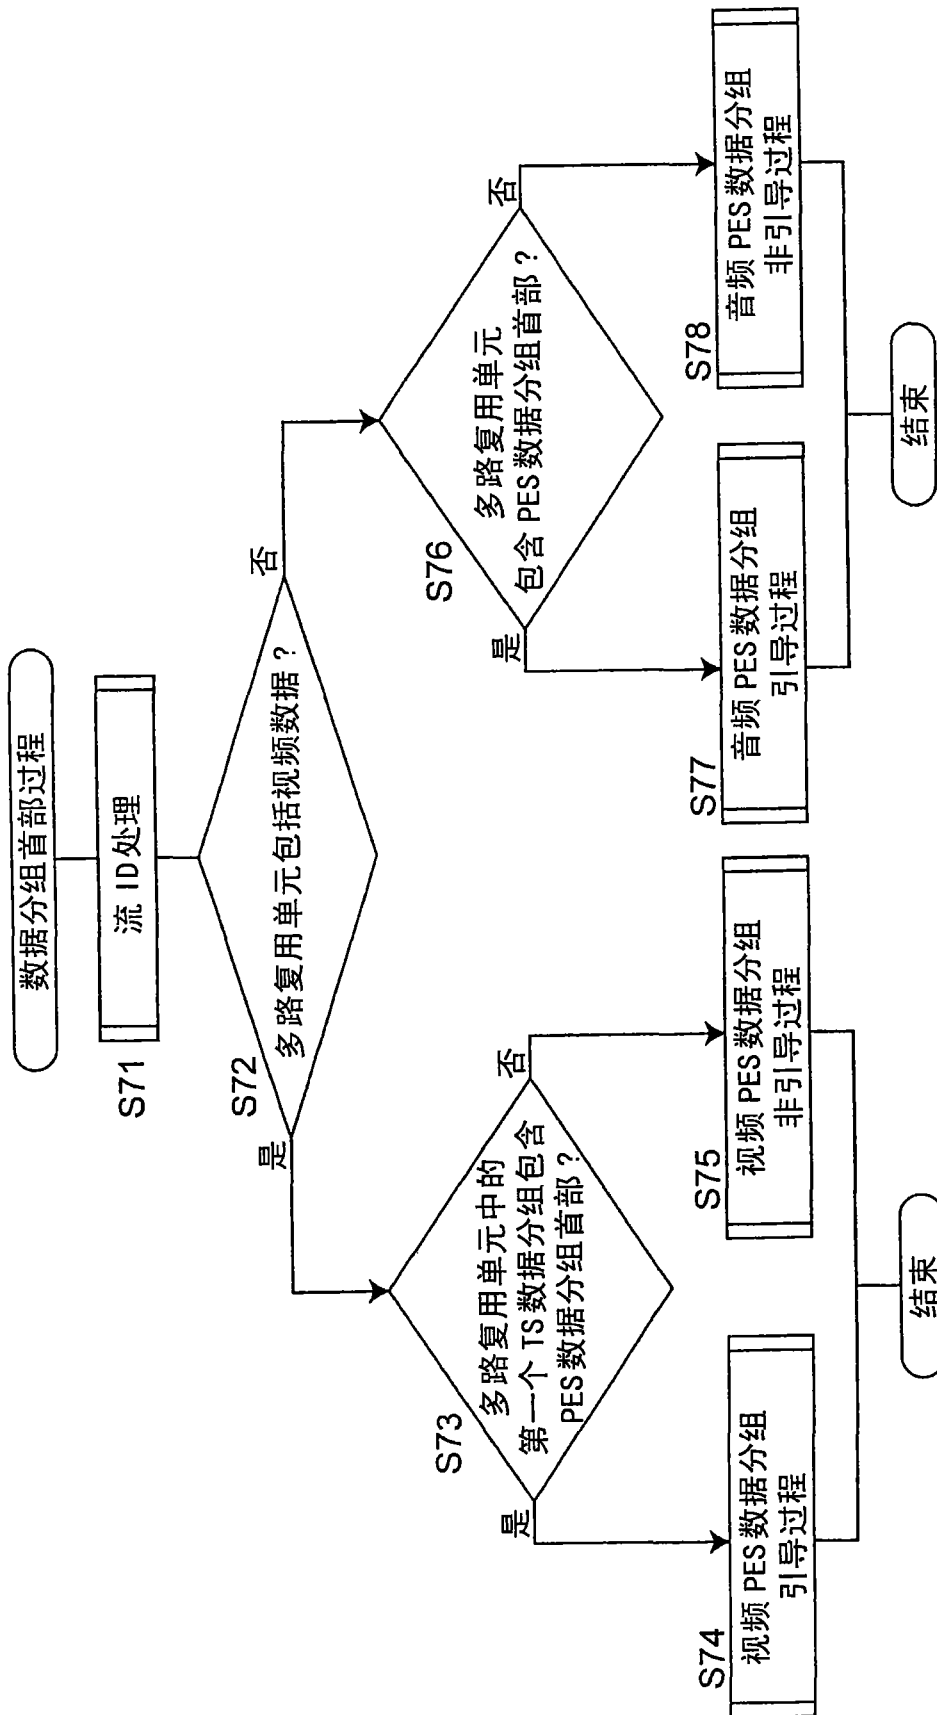 数据分组首部过程
S71
流 ID处理
S72
多路复用单元包括视频数据？
是
否
S73
多路复用单元中的
第一个 TS数据分组包含
PES数据分组首部？
是
否
S76
多路复用单元
包含 PES数据分组首部？
是
否
S74
视频 PES数据分组
引导过程
S75
视频 PES数据分组
非引导过程
S77
音频 PES数据分组
引导过程
S78
音频 PES数据分组
非引导过程
结束
结束